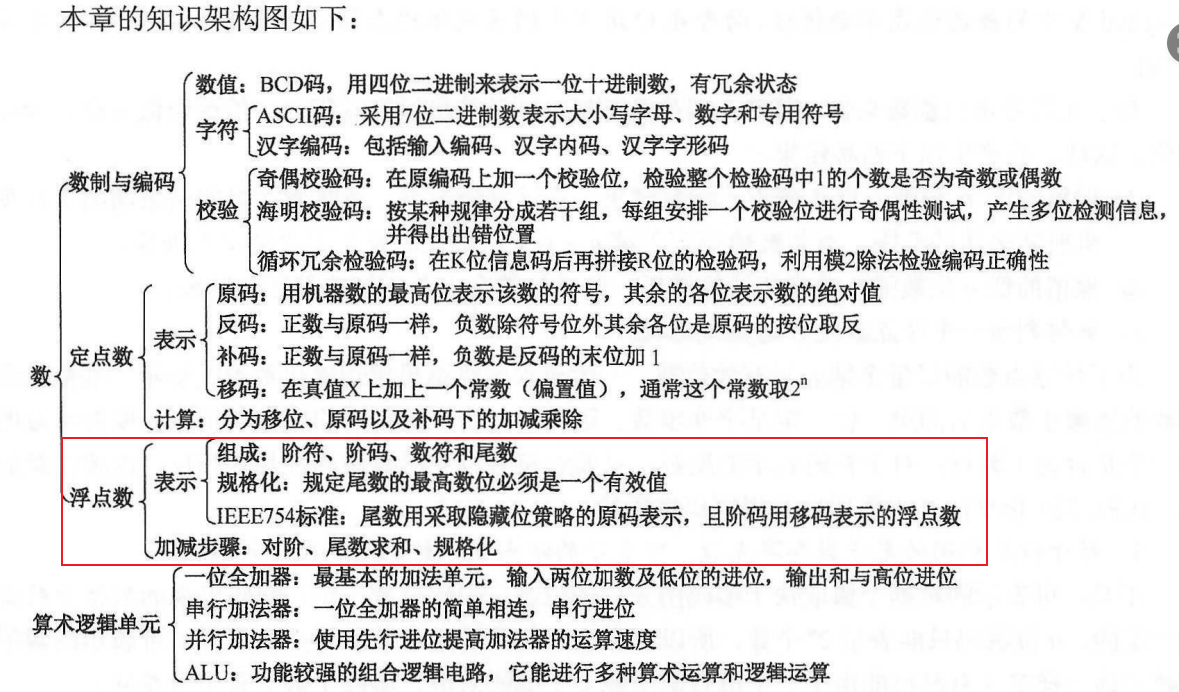 本章的知识架构图如下：
数值：BCD码，用四位二进制来表示一位十进制数，有冗余状态
ASCII码：采用7位二进制数表示大小写字母、数字和专用符号
字符
汉字编码：包括输入编码、汉字内码、汉字字形码
数制与编码
奇偶校验码：在原编码上加一个校验位，检验整个检验码中1的个数是否为奇数或偶数
校验
海明校验码：按某种规律分成若干组，每组安排一个校验位进行奇偶性测试，产生多位检测信息，
并得出出错位置
循环冗余检验码：在K位信息码后再拼接R位的检验码，利用模2除法检验编码正确性
原码：用机器数的最高位表示该数的符号，其余的各位表示数的绝对值
反码：正数与原码一样，负数除符号位外其余各位是原码的按位取反
表示
定点数
补码：正数与原码一样，负数是反码的末位加1
数
移码：在真值X上加上一个常数（偏置值），通常这个常数取2ⁿ
计算：分为移位、原码以及补码下的加减乘除
组成：阶符、阶码、数符和尾数
表示
规格化：规定尾数的最高数位必须是一个有效值
浮点数
IEEE754标准：尾数用采取隐藏位策略的原码表示，且阶码用移码表示的浮点数
加减步骤：对阶、尾数求和、规格化
一位全加器：最基本的加法单元，输入两位加数及低位的进位，输出和与高位进位
串行加法器：一位全加器的简单相连，串行进位
算术逻辑单元
并行加法器：使用先行进位提高加法器的运算速度
ALU：功能较强的组合逻辑电路，它能进行多种算术运算和逻辑运算